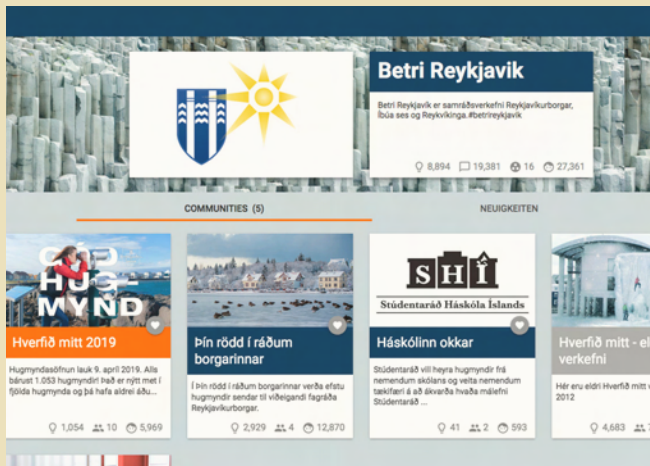 Betri Reykjavik
Betri Reykjavík er samráðsverkefni Reykjavíkurborgar,
Íbúa ses og Reykvíkinga.#betrireykjavik
8,894 19,381 16 27,361
COMMUNITIES (5)
NEUIGKEITEN
GÓÐ
HUG-
MYND
Hverfið mitt 2019
Hugmyndasöfnun lauk 9. apríl 2019. Alls
bárust 1.053 hugmyndir! Það er nýtt met í
fjölda hugmynda og þá hafa aldrei áðu...
1,054 10 5,969
Þín rödd í ráðum
borgarinnar
Í Þín rödd í ráðum borgarinnar verða efstu
hugmyndir sendar til viðeigandi fagráða
Reykjavíkurborgar.
2,929 4 12,870
SHÍ
Stúdentaráð Háskóla Íslands
Háskólinn okkar
Stúdentaráð vill heyra hugmyndir frá
nemendum skólans og veita nemendum
tækifæri á að ákvarða hvaða málefni
Stúdentaráð ...
41 2 593
Hverfið mitt - el
verkefni
Hér eru eldri Hverfið mitt
2012
4,683